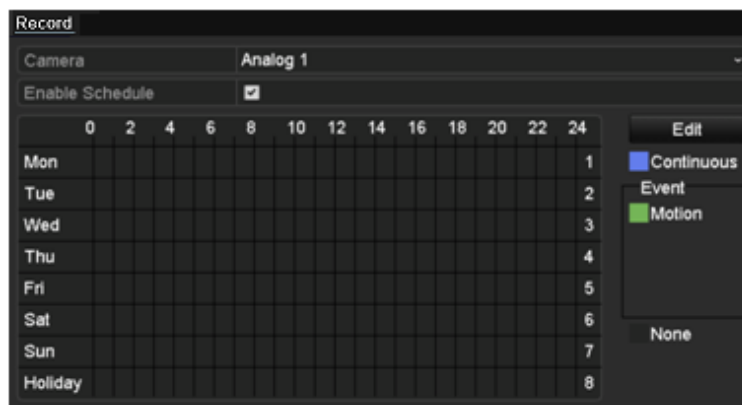 Record
Camera Analog 1
Enable Schedule
0 2 4 6 8 10 12 14 16 18 20 22 24
Edit
Mon 1
Continuous
Tue 2
Event
Wed 3
Motion
Thu 4
Fri 5
Sat 6
None
Sun 7
Holiday 8